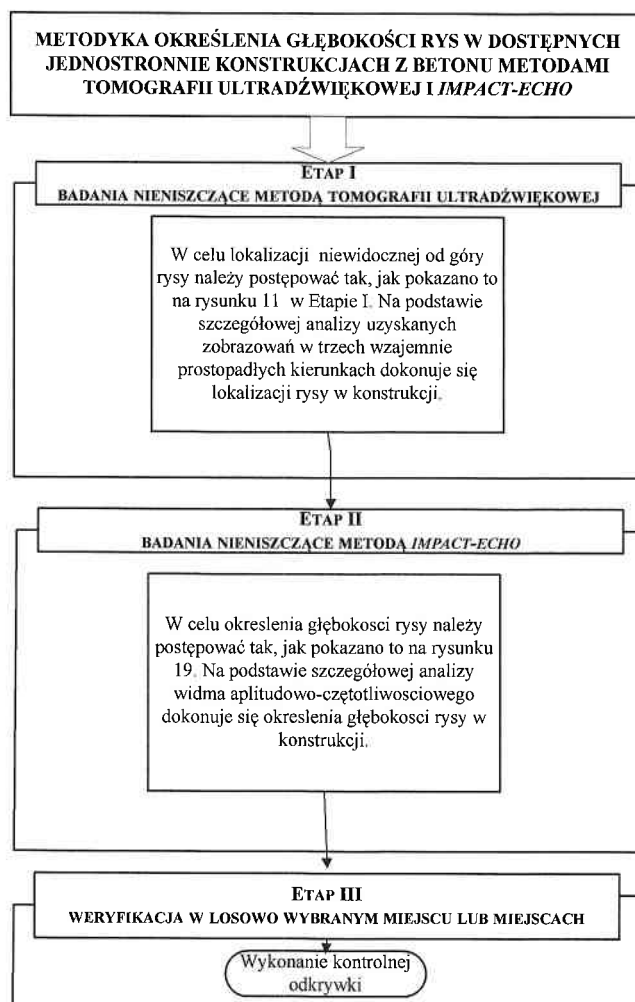 METODYKA OKREŚLENIA GŁĘBOKOŚCI RYS W DOSTĘPNYCH
JEDNOSTRONNIE KONSTRUKCJACH Z BETONU METODAMI
TOMOGRAFII ULTRADŹWIĘKOWEJ I IMPACT-ECHO
ETAP I
BADANIA NIENISZCZĄCE METODĄ TOMOGRAFII ULTRADŹWIĘKOWEJ
W celu lokalizacji niewidocznej od góry
rysy należy postępować tak, jak pokazano to
na rysunku 11 w Etapie I. Na podstawie
szczegółowej analizy uzyskanych
zobrazowań w trzech wzajemnie
prostopadłych kierunkach dokonuje się
lokalizacji rysy w konstrukcji.
ETAP II
BADANIA NIENISZCZĄCE METODĄ IMPACT-ECHO
W celu okreslenia głębokosci rysy należy
postępować tak, jak pokazano to na rysunku
19. Na podstawie szczegółowej analizy
widma aplitudowo-czętotliwosciowego
dokonuje się okreslenia głębokosci rysy w
konstrukcji.
ETAP III
WERYFIKACJA W LOSOWO WYBRANYM MIEJSCU LUB MIEJSCACH
Wykonanie kontrolnej
odkrywki